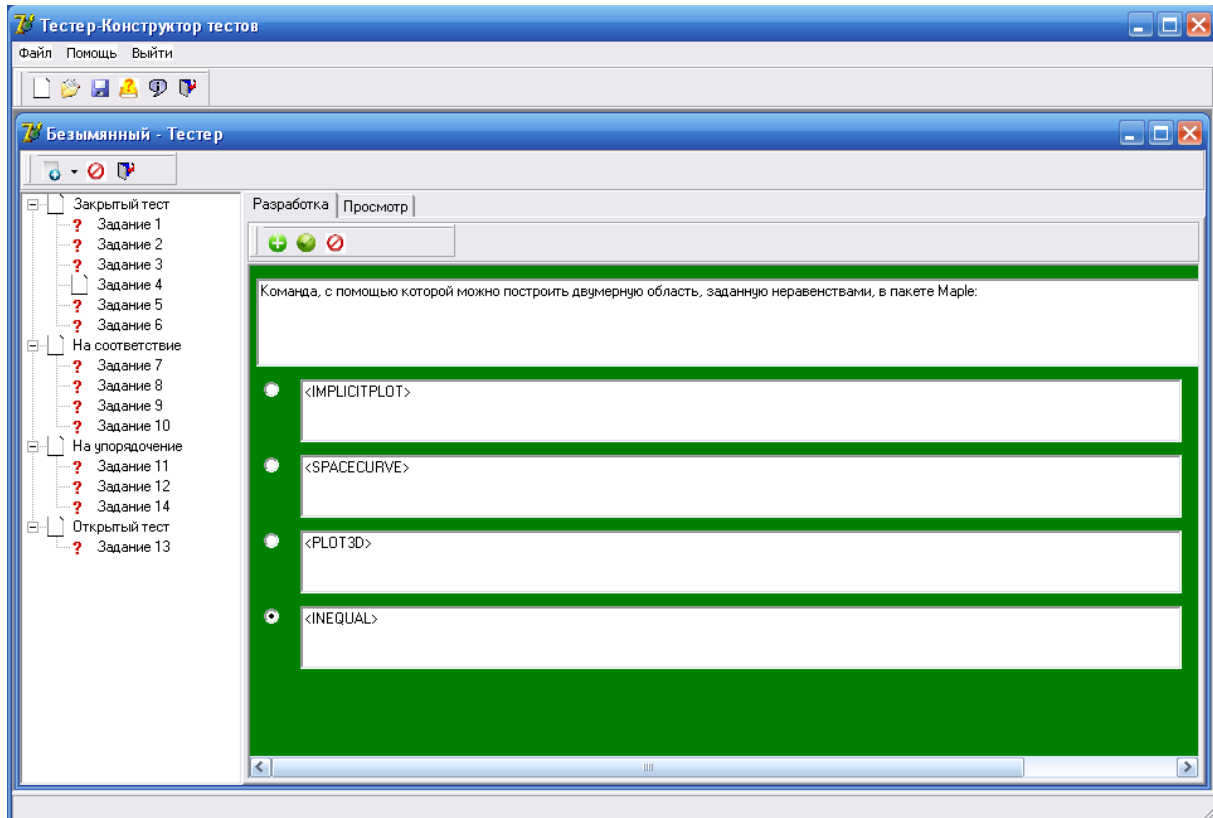 Тестер-Конструктор тестов
Файл Помощь Выйти
Безымянный - Тестер
Закрытый тест
Задание 1
Задание 2
Задание 3
Задание 4
Задание 5
Задание 6
На соответствие
Задание 7
Задание 8
Задание 9
Задание 10
На упорядочение
Задание 11
Задание 12
Задание 14
Открытый тест
Задание 13
Разработка Просмотр
Команда, с помощью которой можно построить двумерную область, заданную неравенствами, в пакете Maple:
<IMPLICITPLOT>
<SPACECURVE>
<PLOT3D>
<INEQUAL>